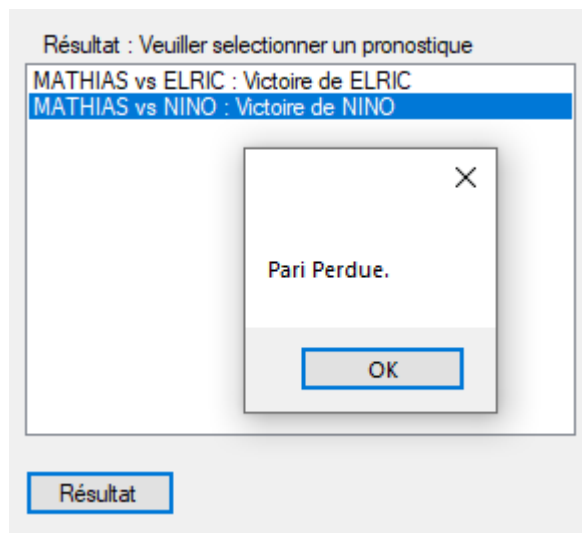 Résultat : Veuiller selectionner un pronostique
MATHIAS vs ELRIC : Victoire de ELRIC
MATHIAS vs NINO : Victoire de NINO
Pari Perdue.
OK
Résultat